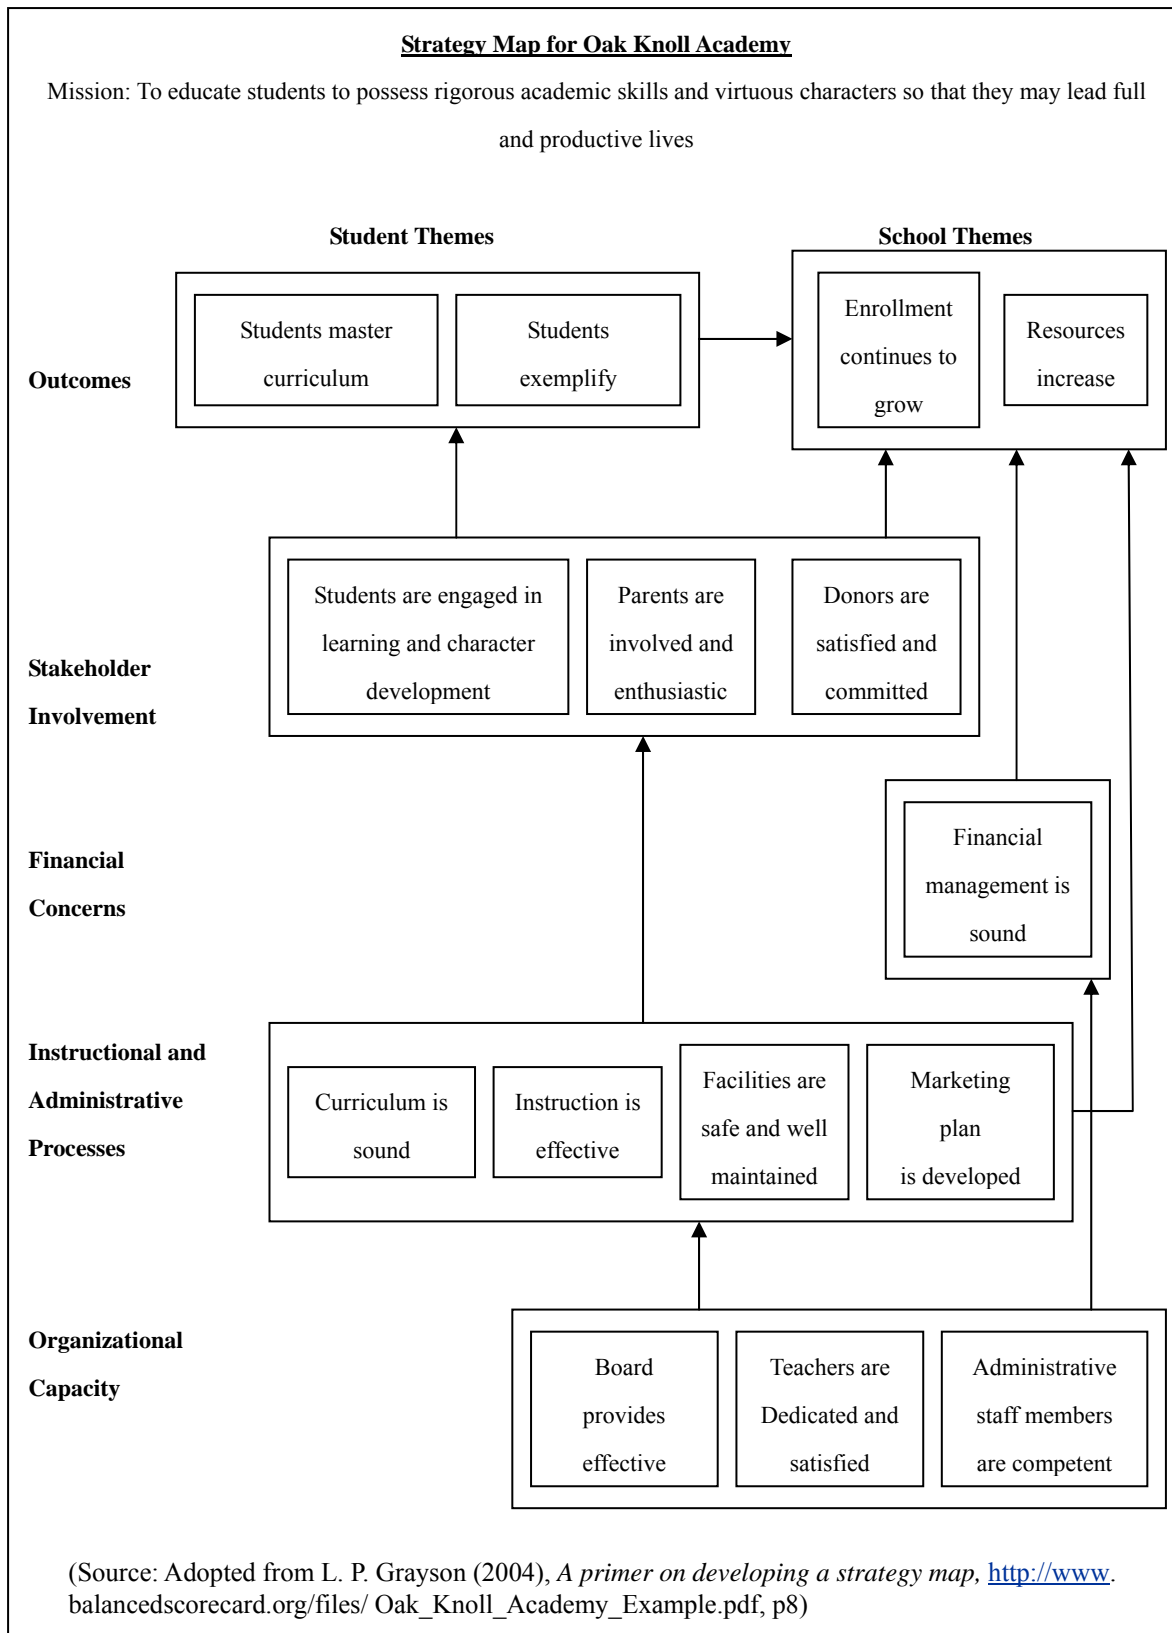 Strategy Map for Oak Knoll Academy
Mission: To educate students to possess rigorous academic skills and virtuous characters so that they may lead full
and productive lives
Student Themes
School Themes
Outcomes
Students master
curriculum
Students
exemplify
Enrollment
continues to
grow
Resources
increase
Stakeholder
Involvement
Students are engaged in
learning and character
development
Parents are
involved and
enthusiastic
Donors are
satisfied and
committed
Financial
Concerns
Financial
management is
sound
Instructional and
Administrative
Processes
Curriculum is
sound
Instruction is
effective
Facilities are
safe and well
maintained
Marketing
plan
is developed
Organizational
Capacity
Board
provides
effective
Teachers are
Dedicated and
satisfied
Administrative
staff members
are competent
(Source: Adopted from L. P. Grayson (2004), A primer on developing a strategy map, http://www.
balancedscorecard.org/files/ Oak_Knoll_Academy_Example.pdf, p8)